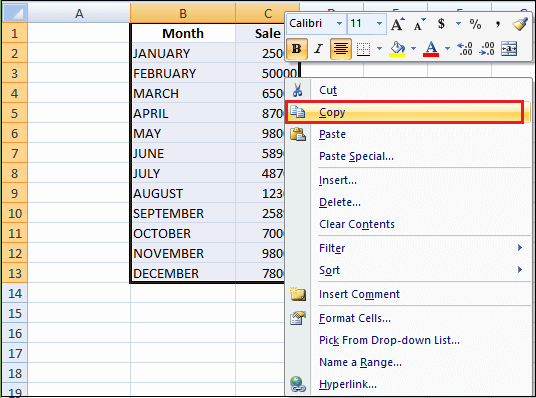 Calibri 11 A A $ % ,
B I A .00 .0
A B C
1 Month Sale
2 JANUARY 2500
3 FEBRUARY 50000
4 MARCH 650
5 APRIL 870
6 MAY 980
7 JUNE 589
8 JULY 487
9 AUGUST 123
10 SEPTEMBER 258
11 OCTOBER 700
12 NOVEMBER 980
13 DECEMBER 780
14
15
16
17
18
19
Cut
Copy
Paste
Paste Special...
Insert...
Delete...
Clear Contents
Filter
Sort
Insert Comment
Format Cells...
Pick From Drop-down List...
Name a Range...
Hyperlink...